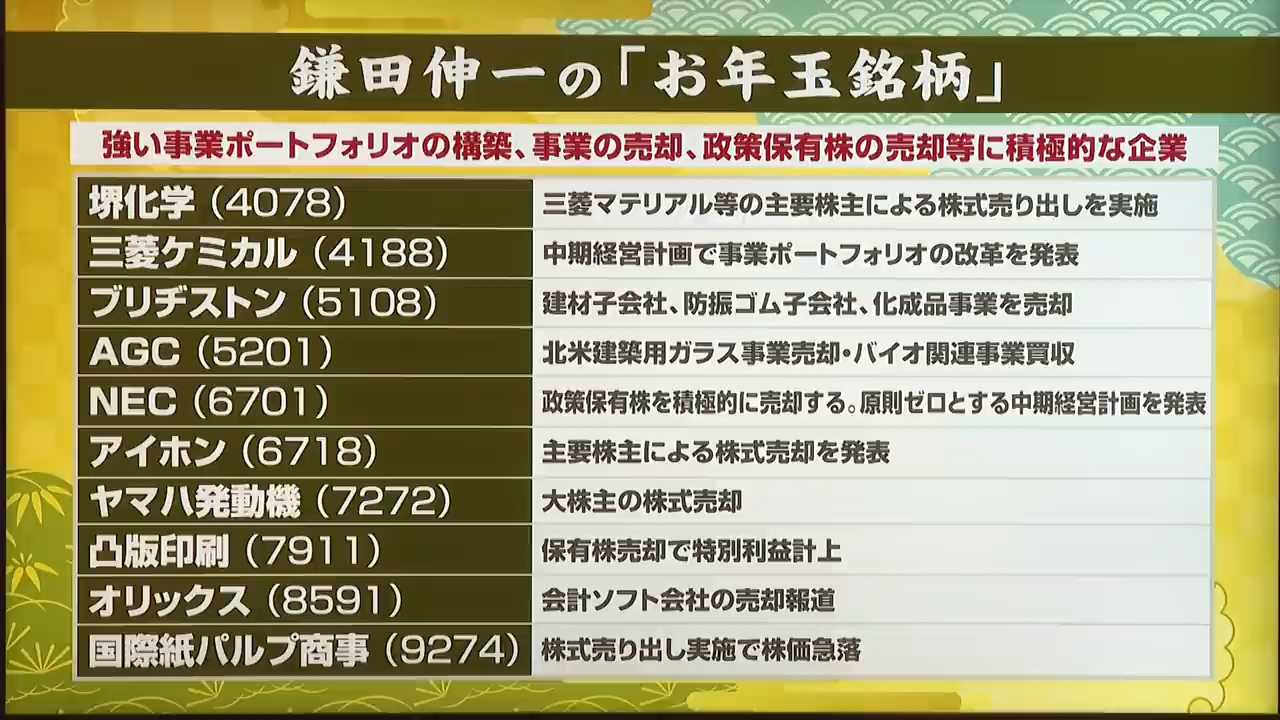 鎌田伸一の「お年玉銘柄」
強い事業ポートフォリオの構築、事業の売却、政策保有株の売却等に積極的な企業
堺化学（4078） 三菱マテリアル等の主要株主による株式売り出しを実施
三菱ケミカル（4188） 中期経営計画で事業ポートフォリオの改革を発表
ブリヂストン（5108） 建材子会社、防振ゴム子会社、化成品事業を売却
AGC（5201） 北米建築用ガラス事業売却・バイオ関連事業買収
NEC（6701） 政策保有株を積極的に売却する。原則ゼロとする中期経営計画を発表
アイホン（6718） 主要株主による株式売却を発表
ヤマハ発動機（7272） 大株主の株式売却
凸版印刷（7911） 保有株売却で特別利益計上
オリックス（8591） 会計ソフト会社の売却報道
国際紙パルプ商事（9274） 株式売り出し実施で株価急落